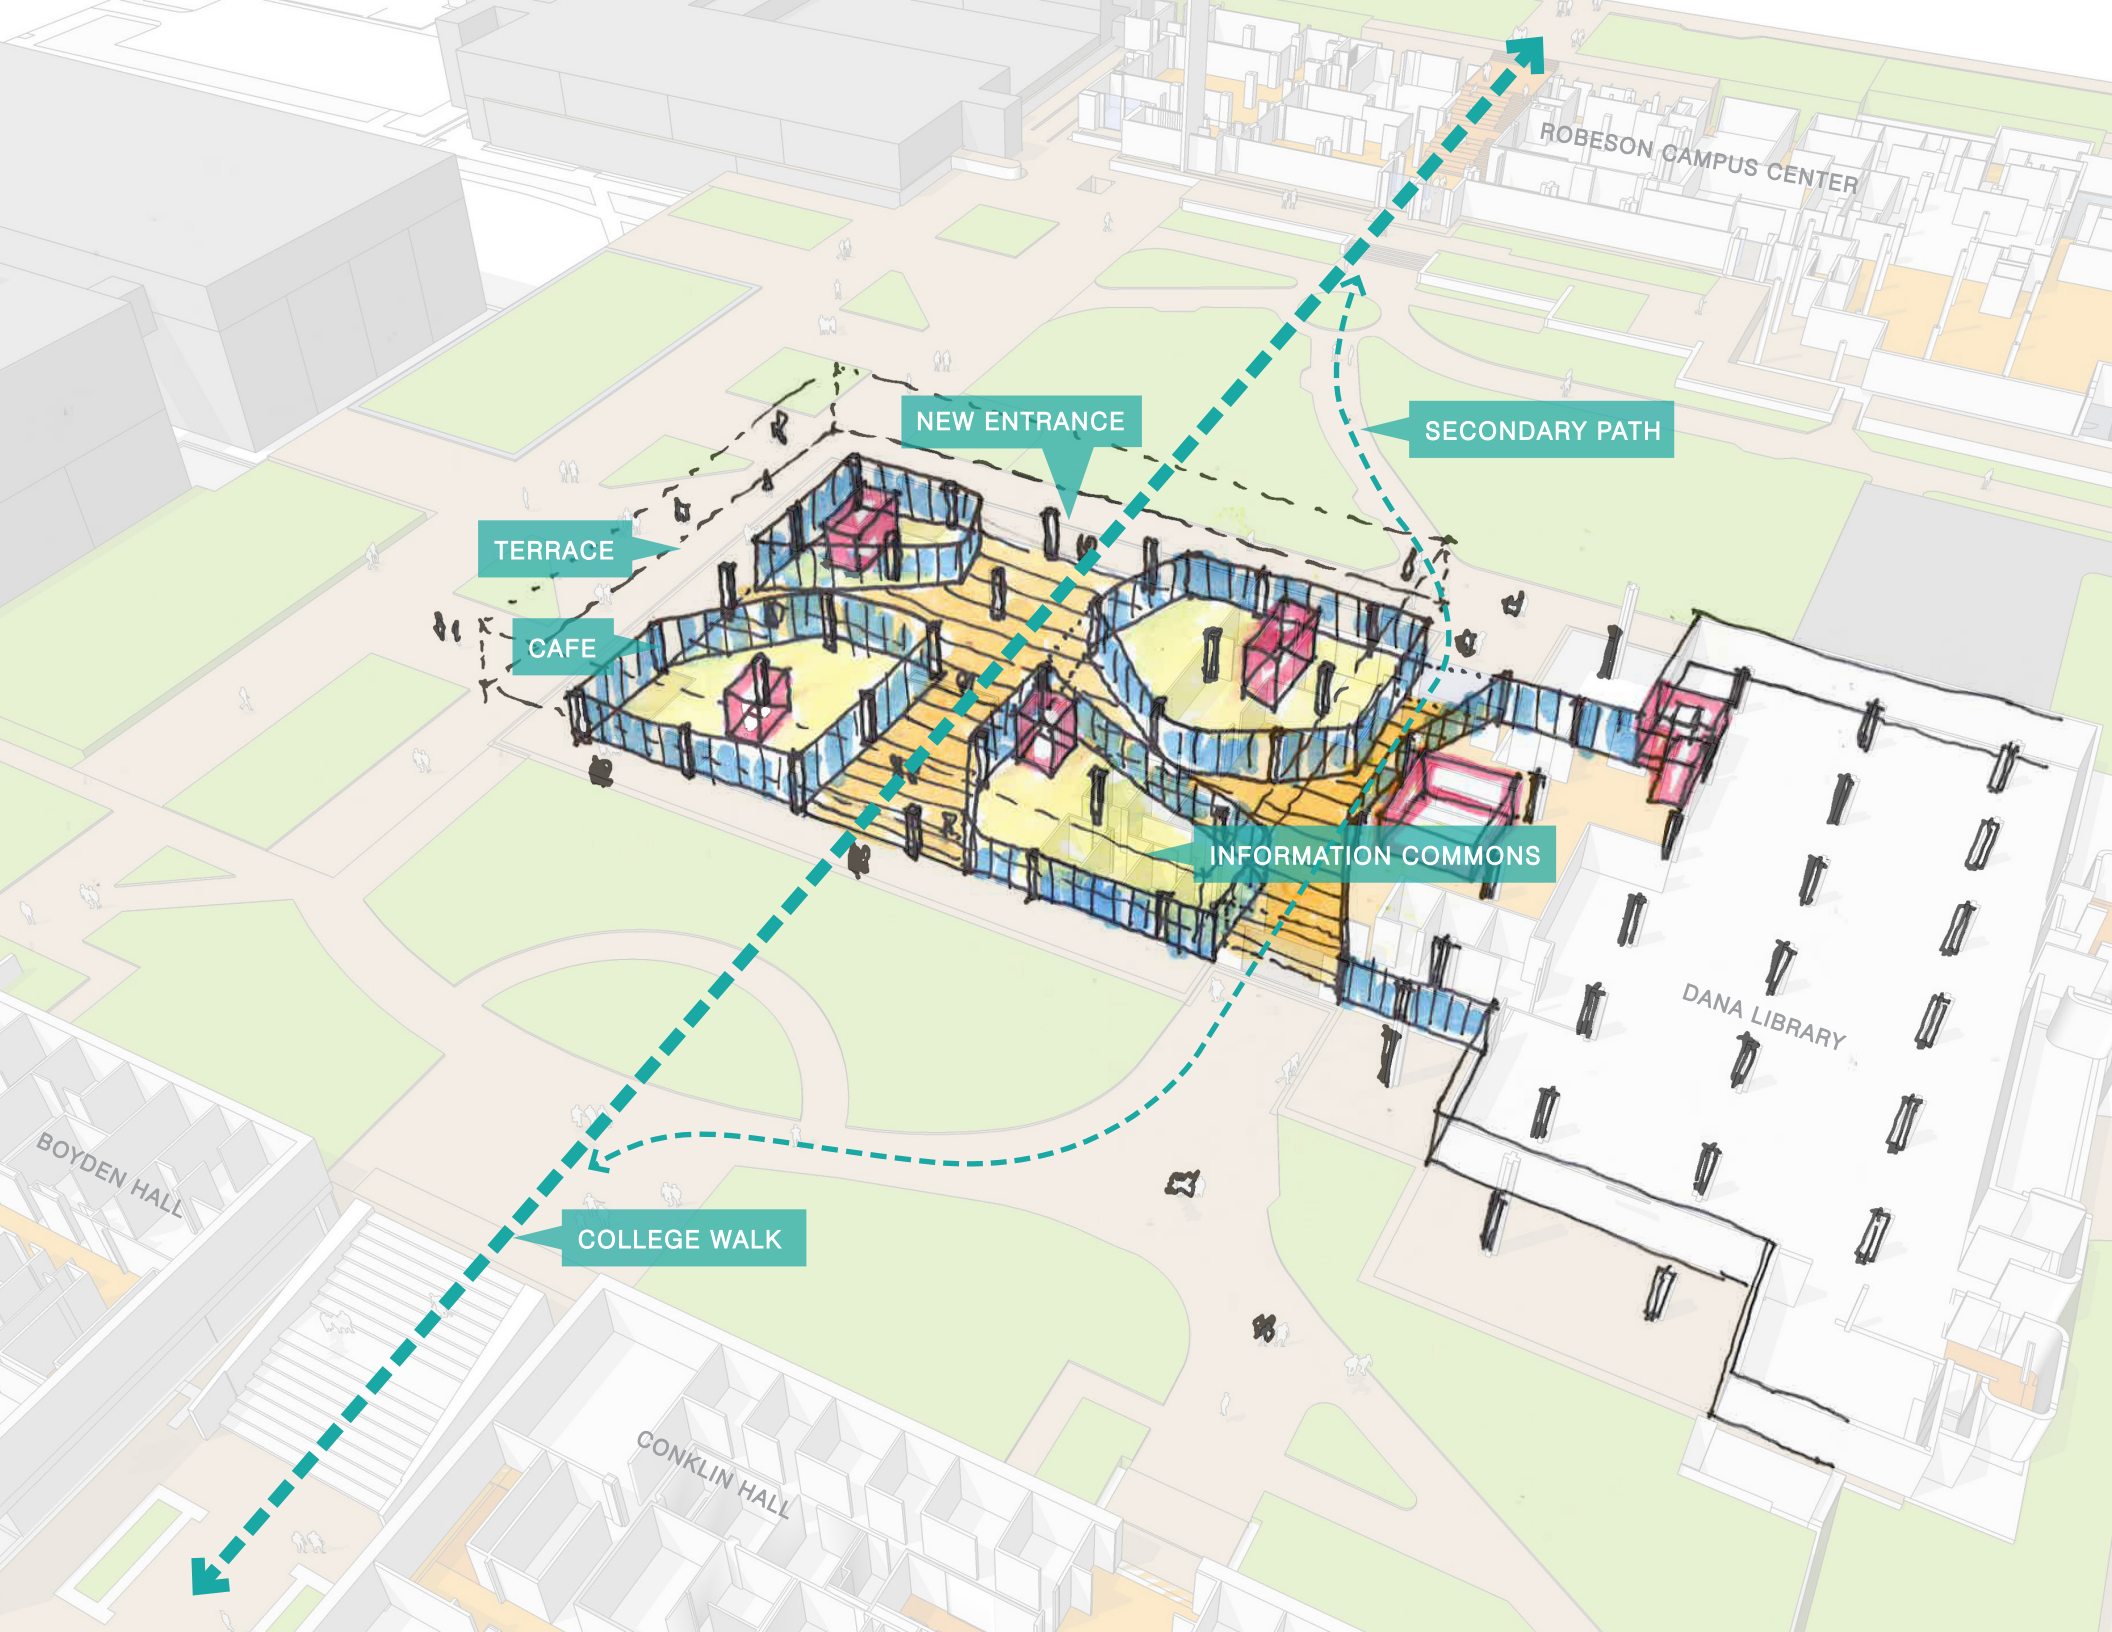 ROBESON CAMPUS CENTER
NEW ENTRANCE
SECONDARY PATH
TERRACE
CAFE
INFORMATION COMMONS
DANA LIBRARY
BOYDEN HALL
COLLEGE WALK
CONKLIN HALL